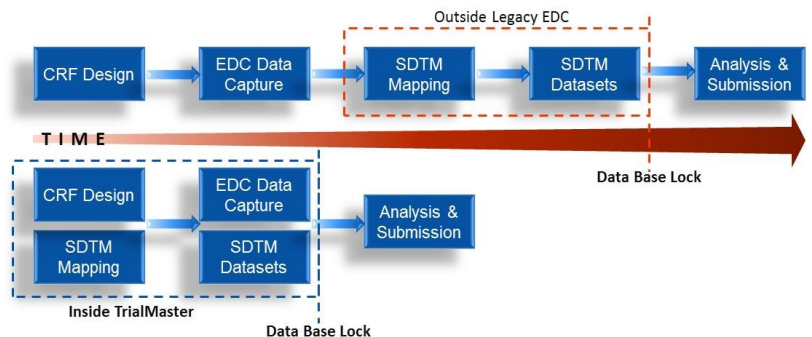 Outside Legacy EDC
CRF Design
EDC Data
Capture
SDTM
Mapping
SDTM
Datasets
Analysis &
Submission
TIME
Data Base Lock
CRF Design
EDC Data
Capture
SDTM
Mapping
SDTM
Datasets
Analysis &
Submission
Inside TrialMaster
Data Base Lock